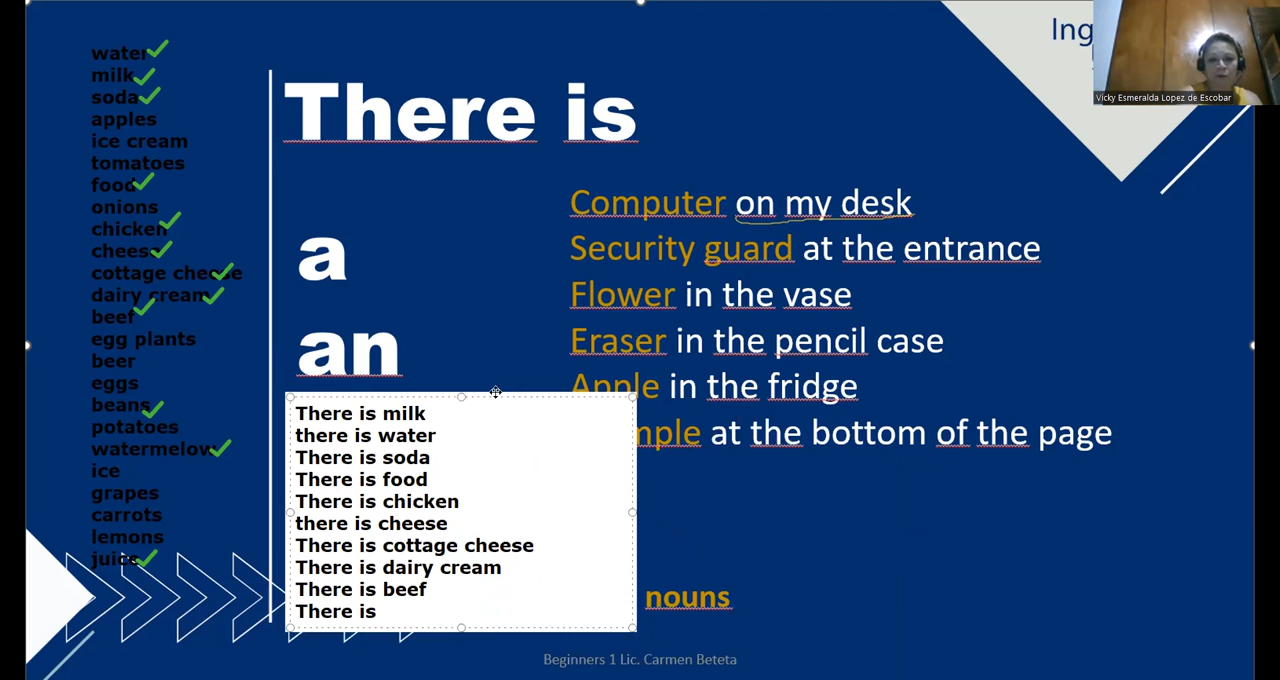 water
milk
soda
apples
ice cream
tomatoes
food
onions
chicken
cheese
cottage cheese
dairy cream
beef
egg plants
beer
eggs
beans
potatoes
watermelow
ice
grapes
carrots
lemons
juice
There is
a
an
Computer on my desk
Security guard at the entrance
Flower in the vase
Eraser in the pencil case
Apple in the fridge
mple at the bottom of the page
There is milk
there is water
There is soda
There is food
There is chicken
there is cheese
There is cottage cheese
There is dairy cream
There is beef
There is
nouns
Beginners 1 Lic. Carmen Beteta
Ing
Vicky Esmeralda Lopez de Escobar